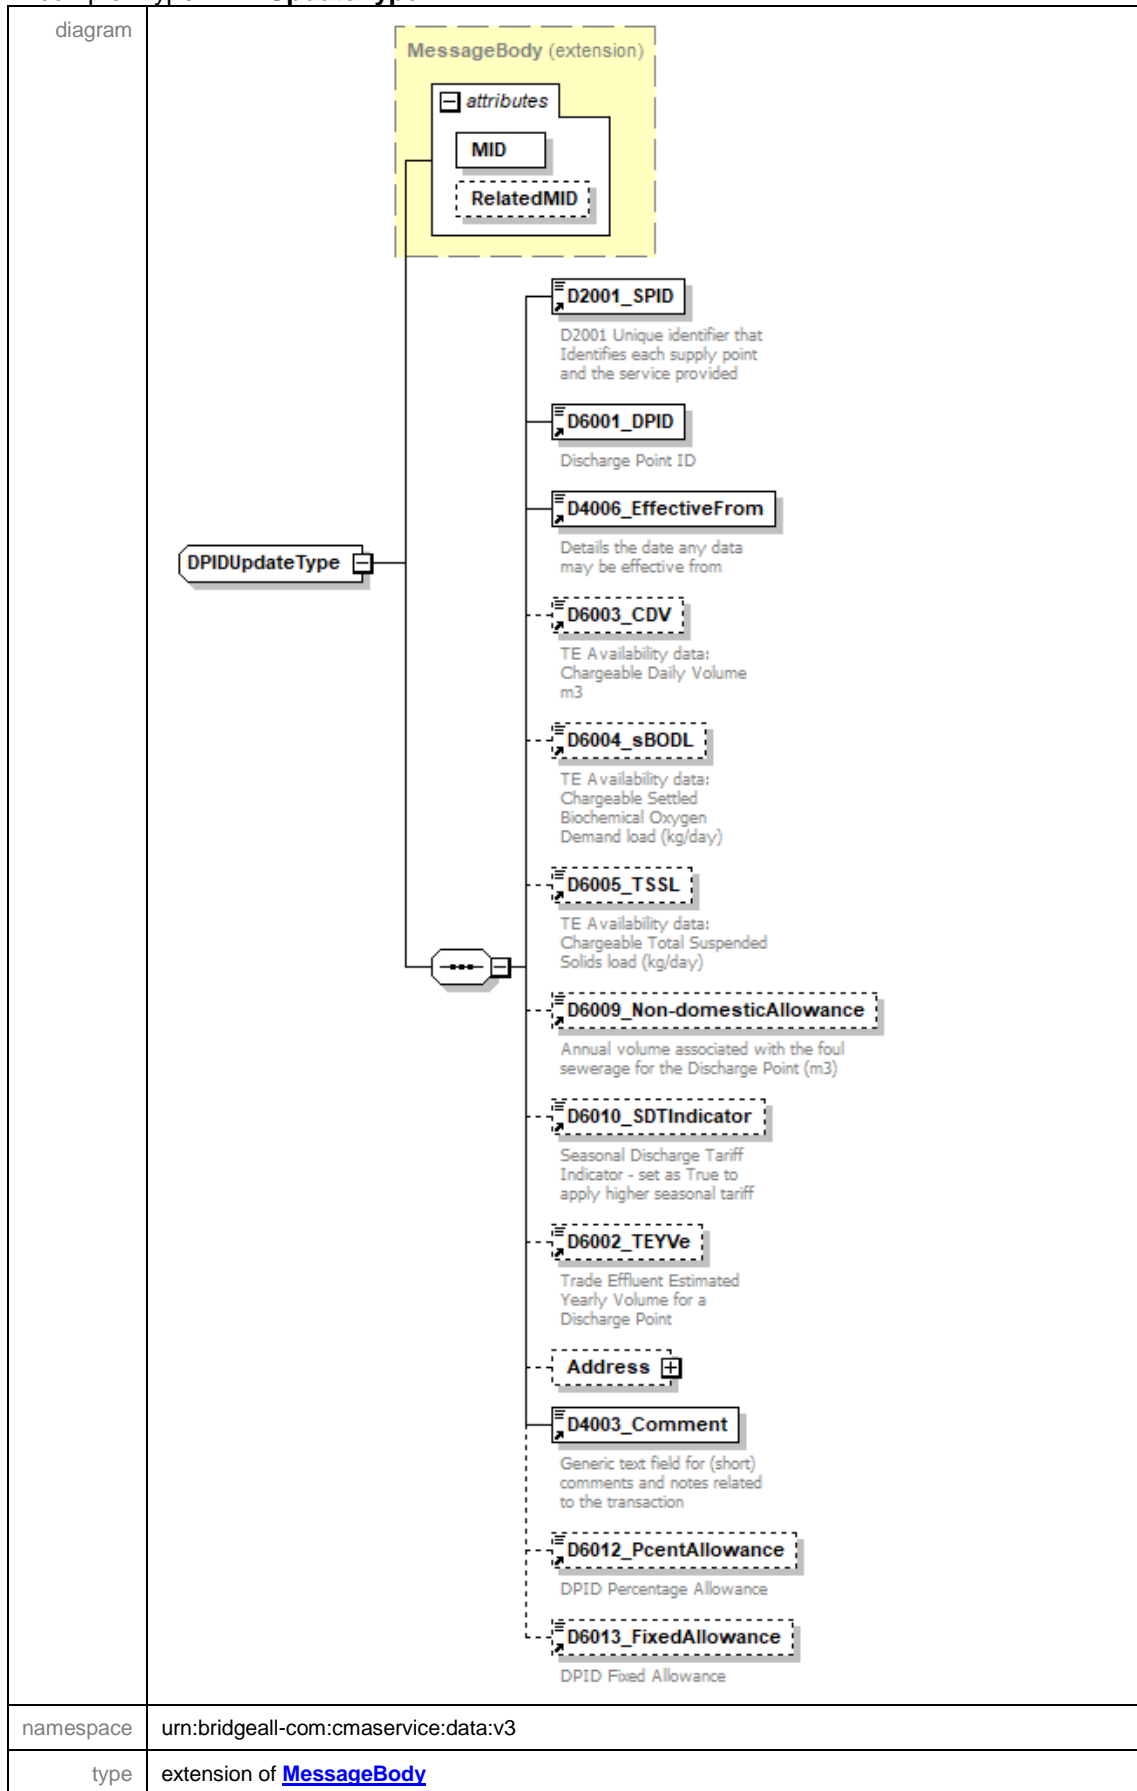 diagram
MessageBody (extension)
attributes
MID
RelatedMID
D2001_SPID
D2001 Unique identifier that
Identifies each supply point
and the service provided
D6001_DPID
Discharge Point ID
D4006_EffectiveFrom
Details the date any data
may be effective from
DPIDUpdateType
D6003_CDV
TE Availability data:
Chargeable Daily Volume
m3
D6004_sBODL
TE Availability data:
Chargeable Settled
Biochemical Oxygen
Demand load (kg/day)
D6005_TSSL
TE Availability data:
Chargeable Total Suspended
Solids load (kg/day)
D6009_Non-domesticAllowance
Annual volume associated with the foul
sewerage for the Discharge Point (m3)
D6010_SDTIndicator
Seasonal Discharge Tariff
Indicator - set as True to
apply higher seasonal tariff
D6002_TEYVe
Trade Effluent Estimated
Yearly Volume for a
Discharge Point
Address
D4003_Comment
Generic text field for (short)
comments and notes related
to the transaction
D6012_PcentAllowance
DPID Percentage Allowance
D6013_FixedAllowance
DPID Fixed Allowance
namespace urn:bridgeall-com:cmaservice:data:v3
type extension of MessageBody